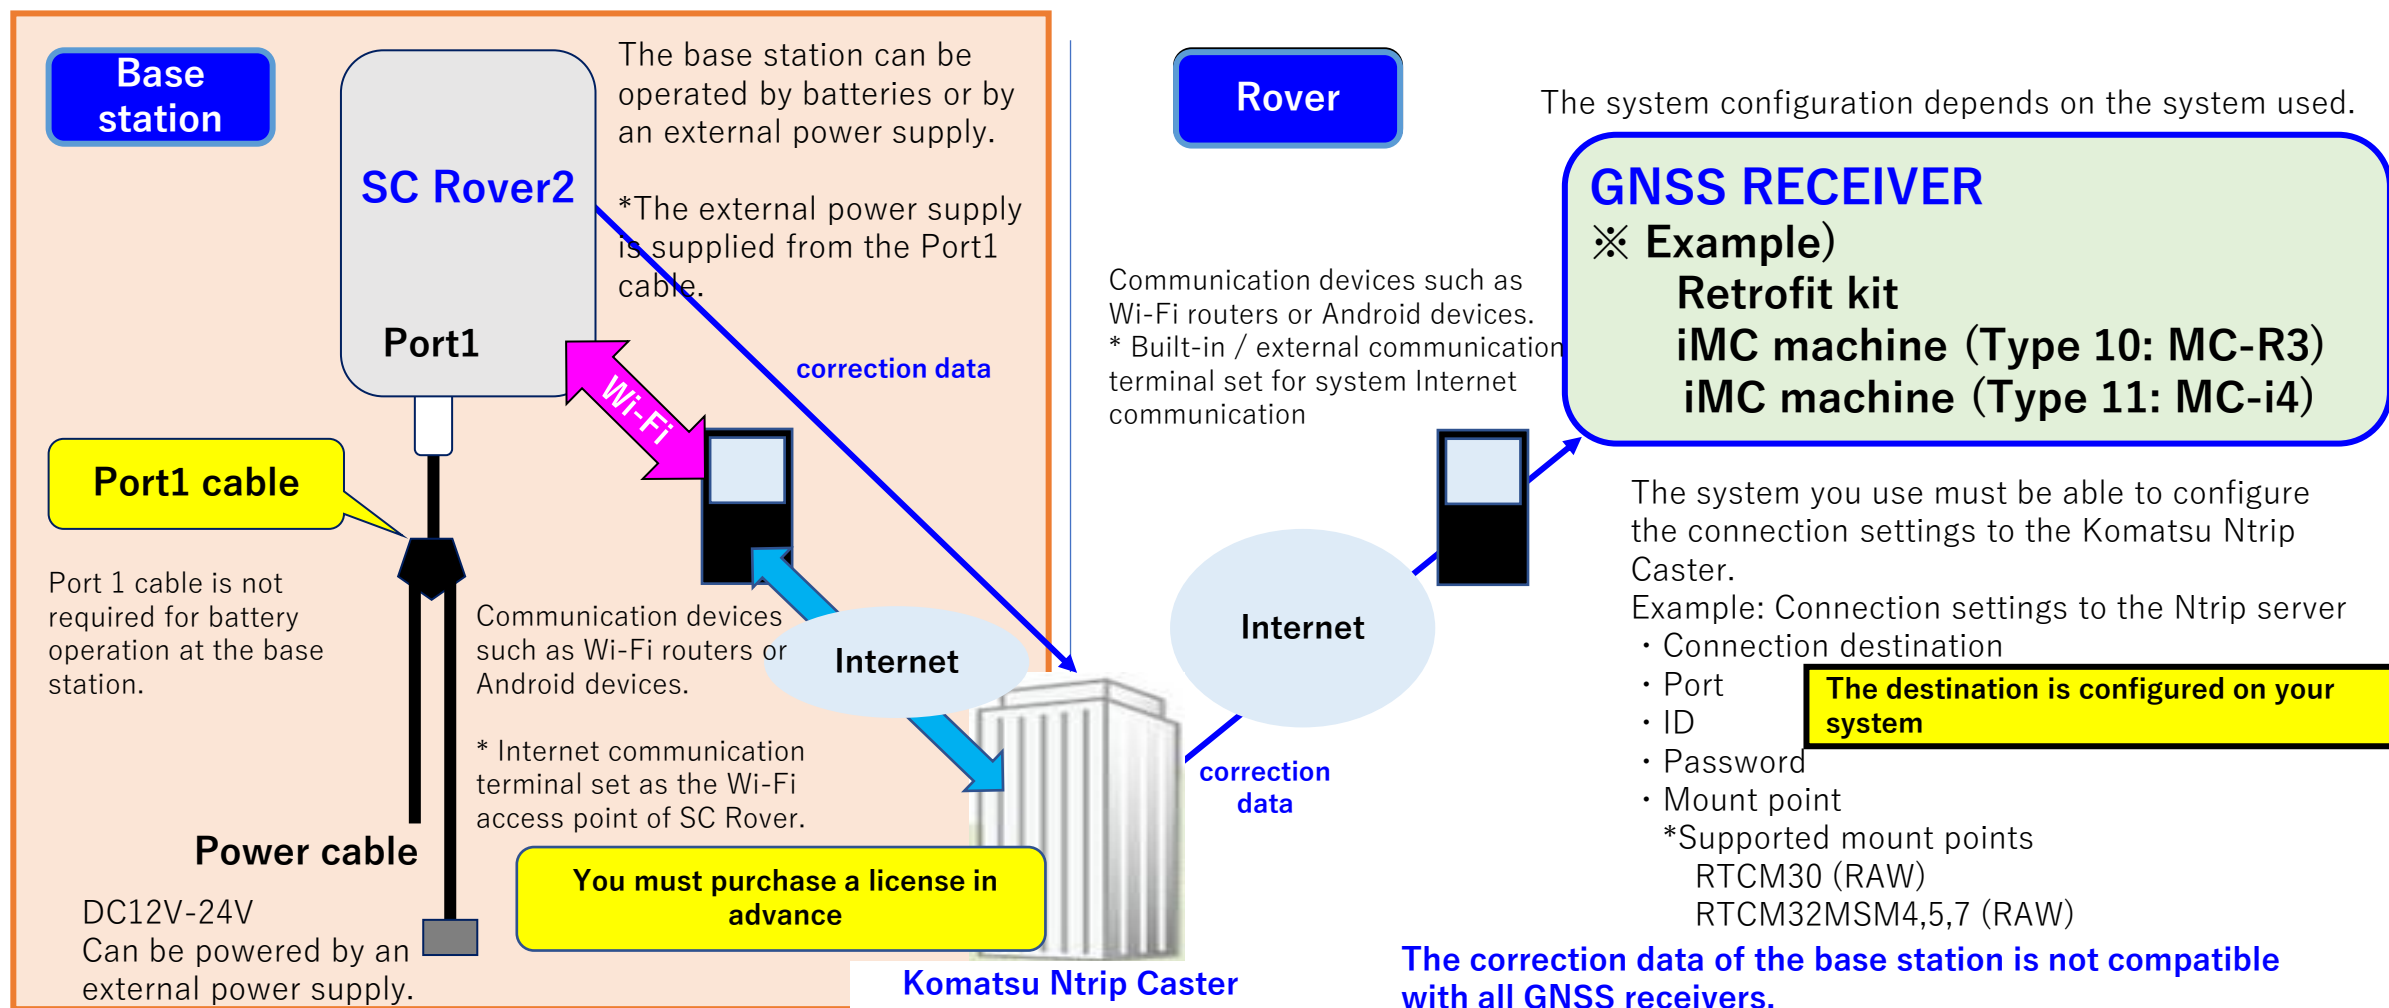 Base
station
SC Rover2
Port1
The base station can be
operated by batteries or by
an external power supply.
*The external power supply
is supplied from the Port1
cable.
correction data
Wi-Fi
Port1 cable
Port 1 cable is not
required for battery
operation at the base
station.
Communication devices
such as Wi-Fi routers or
Android devices.
* Internet communication
terminal set as the Wi-Fi
access point of SC Rover.
Internet
Power cable
DC12V-24V
Can be powered by an
external power supply.
You must purchase a license in
advance
Komatsu Ntrip Caster
Rover
Communication devices such as
Wi-Fi routers or Android devices.
* Built-in / external communication
terminal set for system Internet
communication
Internet
correction
data
The system configuration depends on the system used.
GNSS RECEIVER
※ Example)
Retrofit kit
iMC machine (Type 10: MC-R3)
iMC machine (Type 11: MC-i4)
The system you use must be able to configure
the connection settings to the Komatsu Ntrip
Caster.
Example: Connection settings to the Ntrip server
・Connection destination
・Port
・ID
・Password
・Mount point
*Supported mount points
RTCM30 (RAW)
RTCM32MSM4,5,7 (RAW)
The destination is configured on your
system
The correction data of the base station is not compatible
with all GNSS receivers.